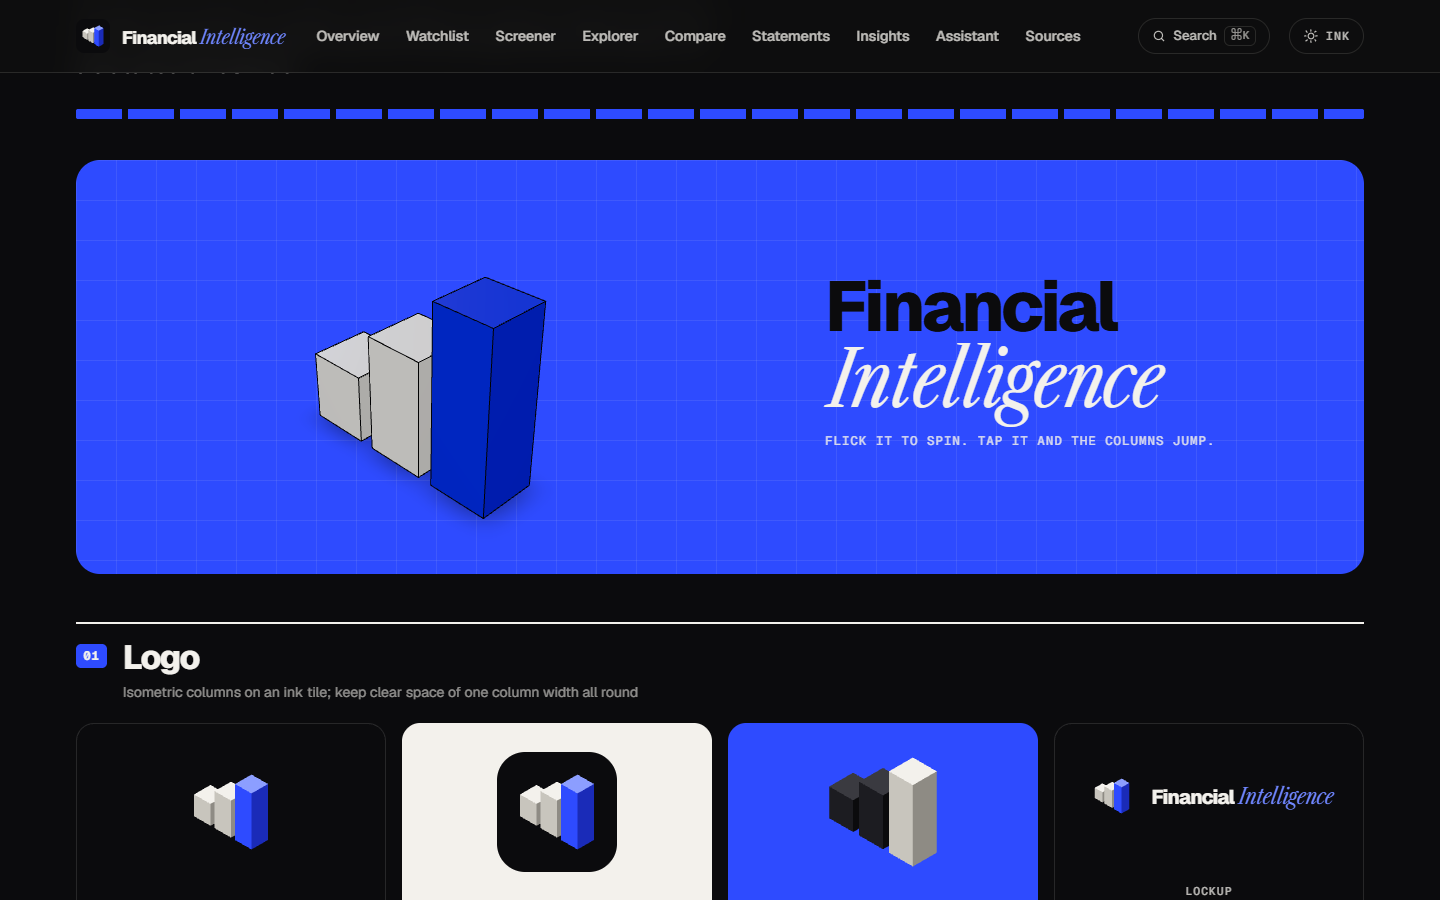 Financial Intelligence
Overview
Watchlist
Screener
Explorer
Compare
Statements
Insights
Assistant
Sources
Search ⌘K
INK
Financial
Intelligence
FLICK IT TO SPIN. TAP IT AND THE COLUMNS JUMP.
01 Logo
Isometric columns on an ink tile; keep clear space of one column width all round
Financial Intelligence
LOCKUP